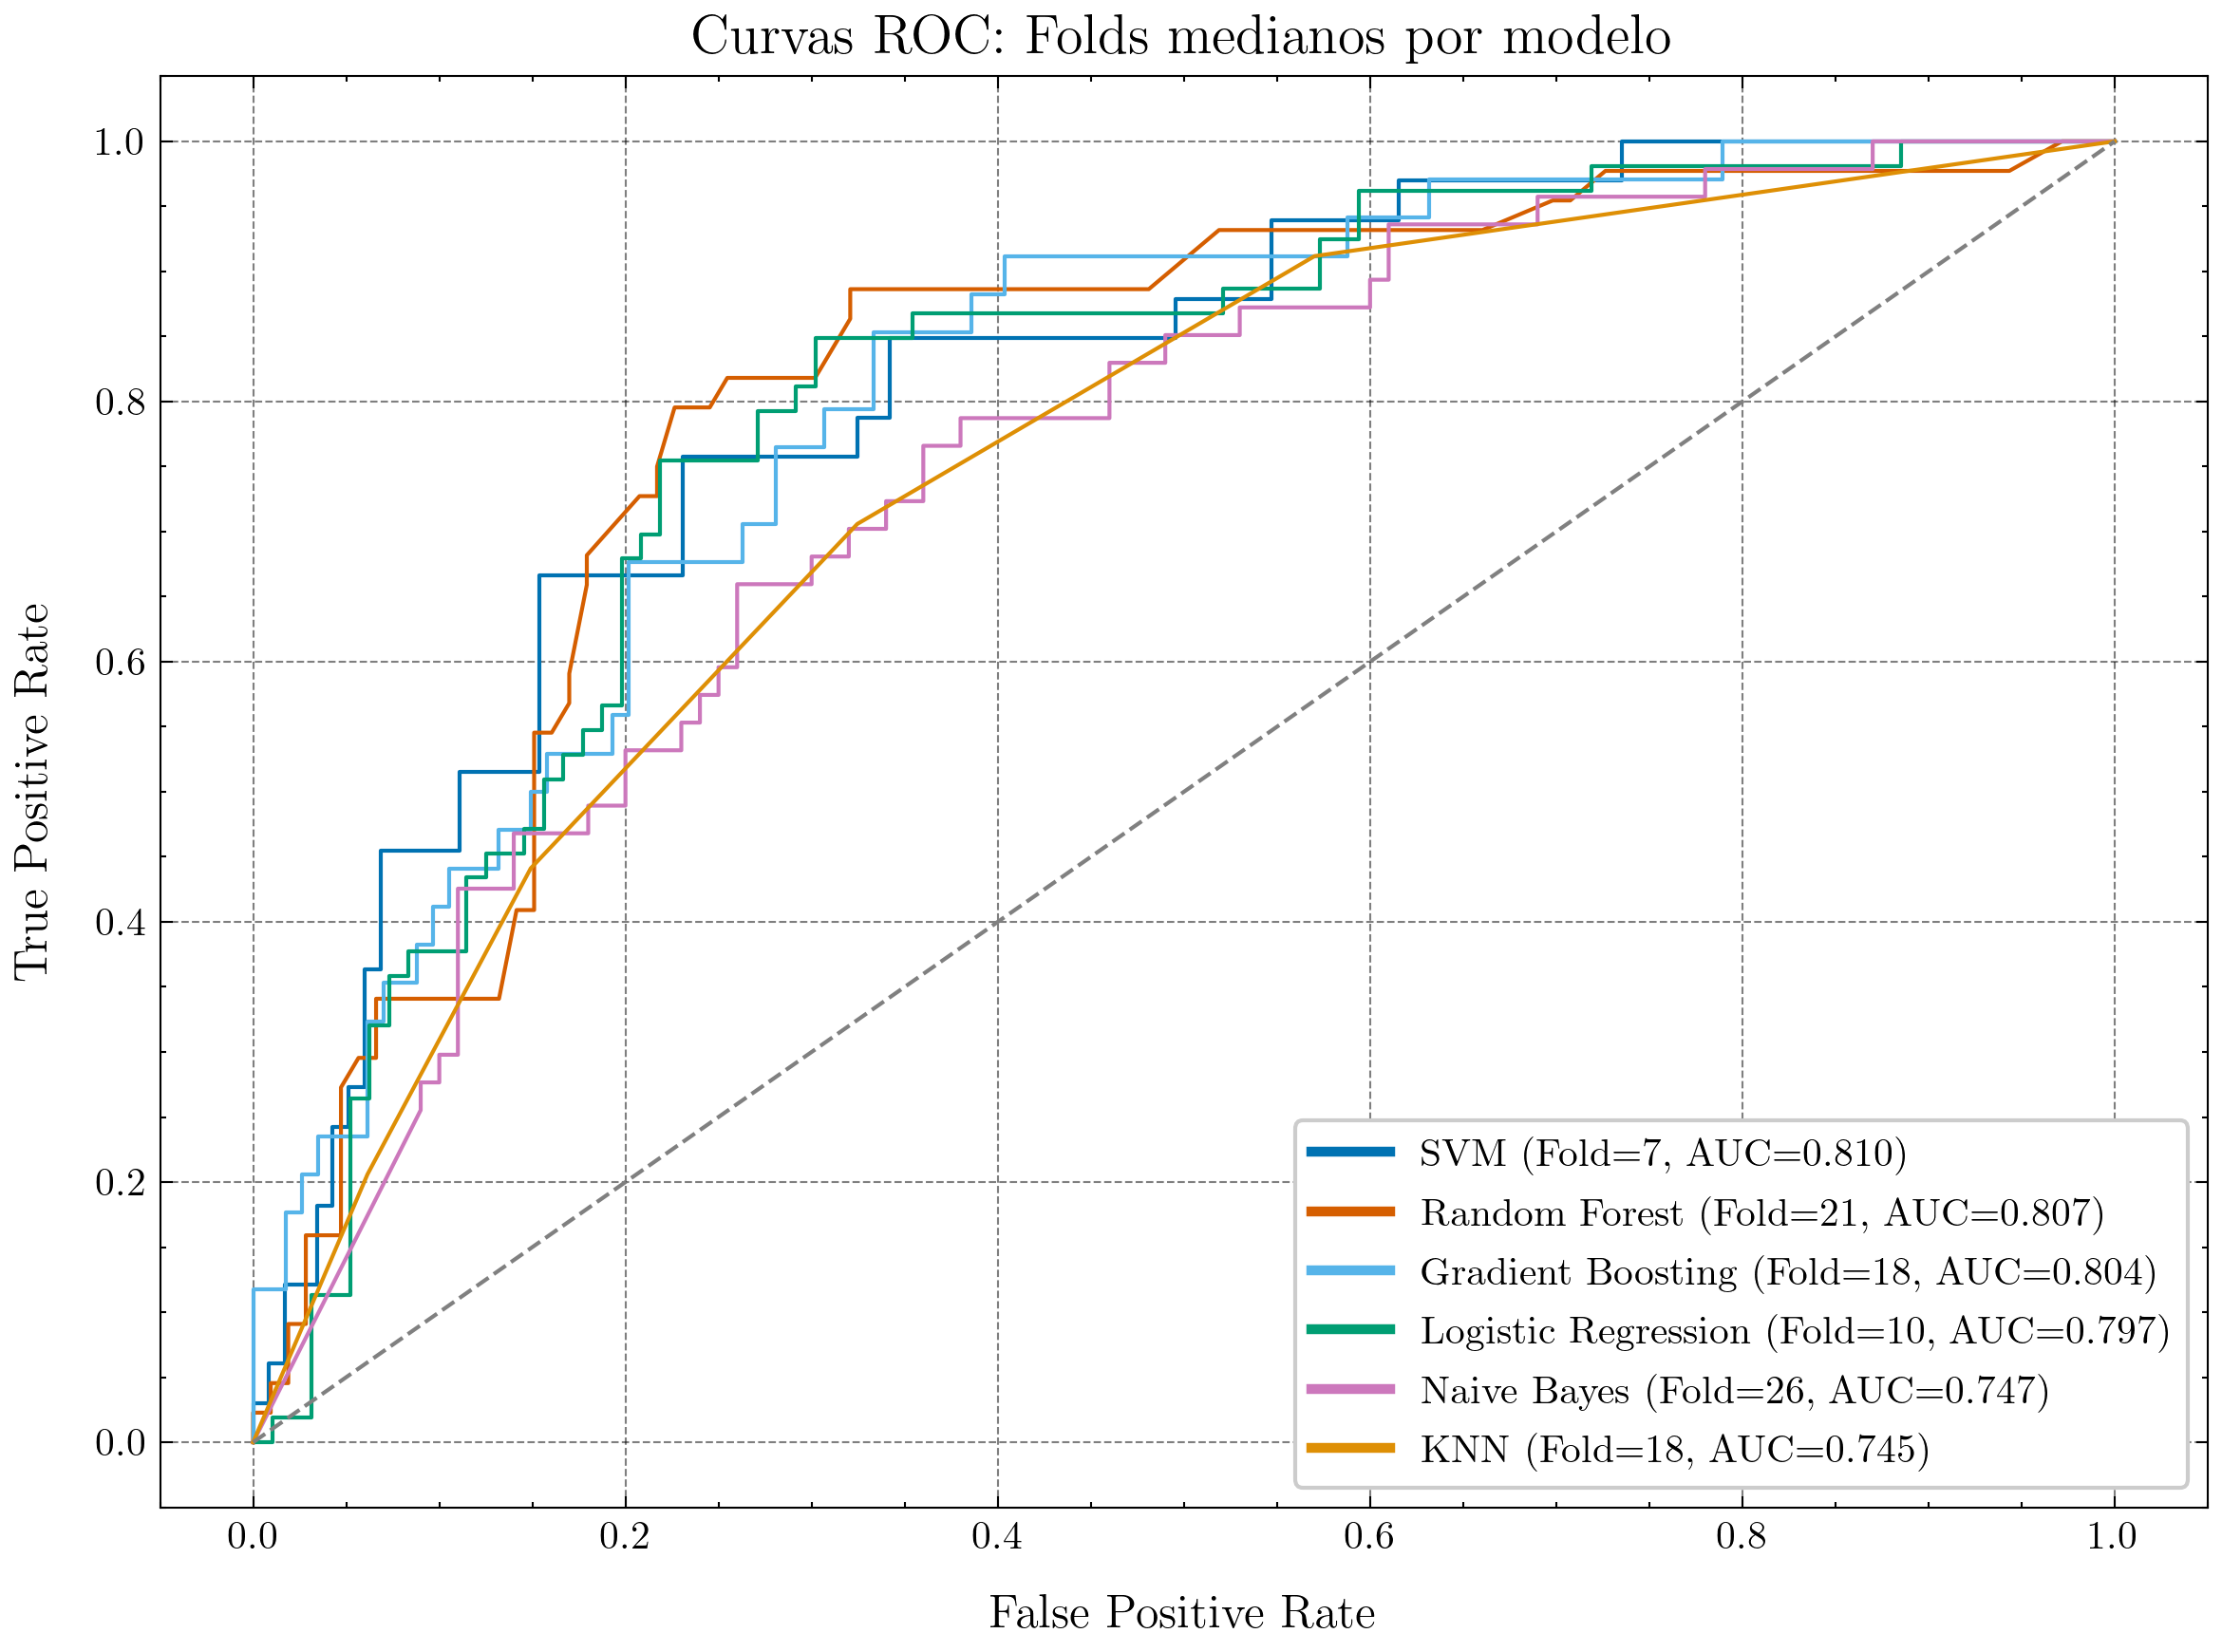 Curvas ROC: Folds medianos por modelo
True Positive Rate
1.0
0.8
0.6
0.4
0.2
0.0
SVM (Fold=7, AUC=0.810)
Random Forest (Fold=21, AUC=0.807)
Gradient Boosting (Fold=18, AUC=0.804)
Logistic Regression (Fold=10, AUC=0.797)
Naive Bayes (Fold=26, AUC=0.747)
KNN (Fold=18, AUC=0.745)
0.0 0.2 0.4 0.6 0.8 1.0
False Positive Rate